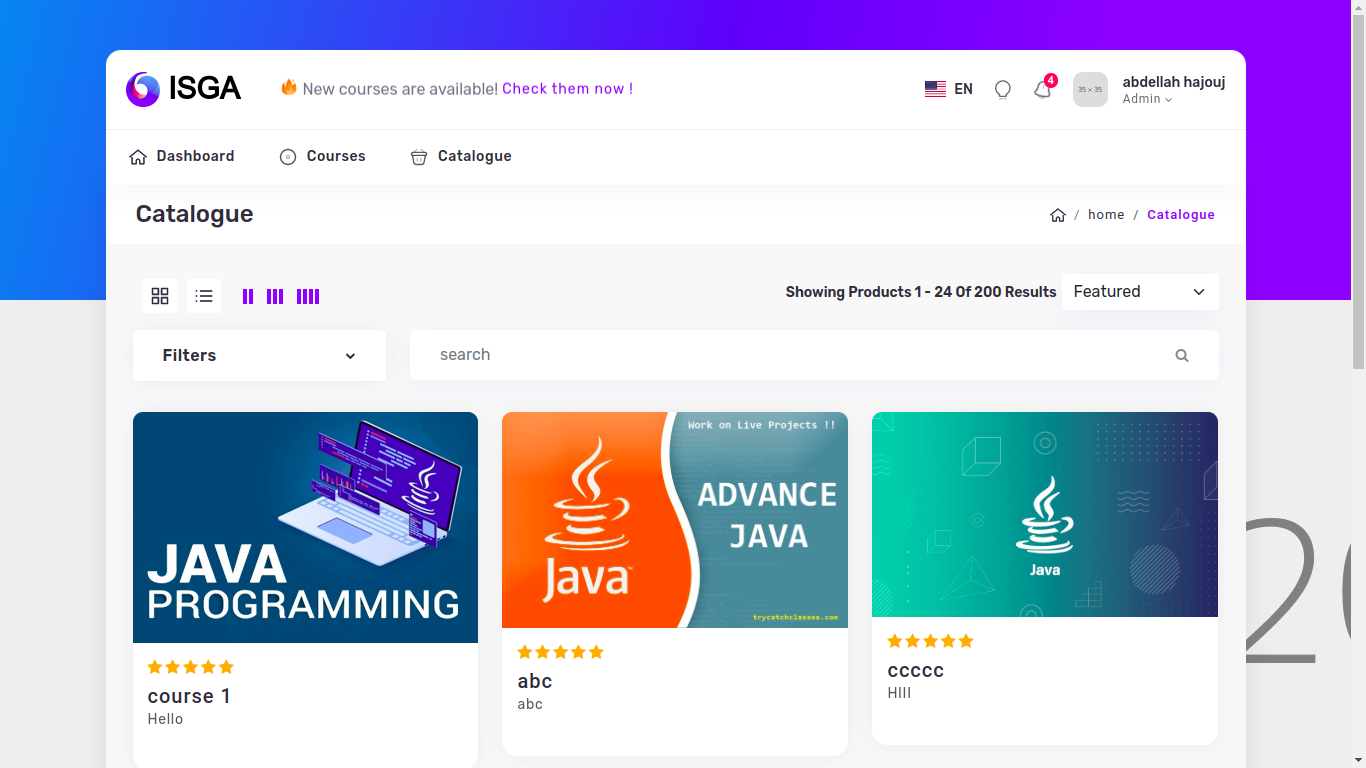 ISGA
New courses are available! Check them now !
EN
4
35 × 35
abdellah hajouj
Admin
Dashboard
Courses
Catalogue
Catalogue
/ home / Catalogue
Showing Products 1 - 24 Of 200 Results
Featured
Filters
search
JAVA
PROGRAMMING
course 1
Hello
Work on Live Projects !!
ADVANCE
JAVA
Java™
trycatchclasses.com
abc
abc
Java
ccccc
HIII
2